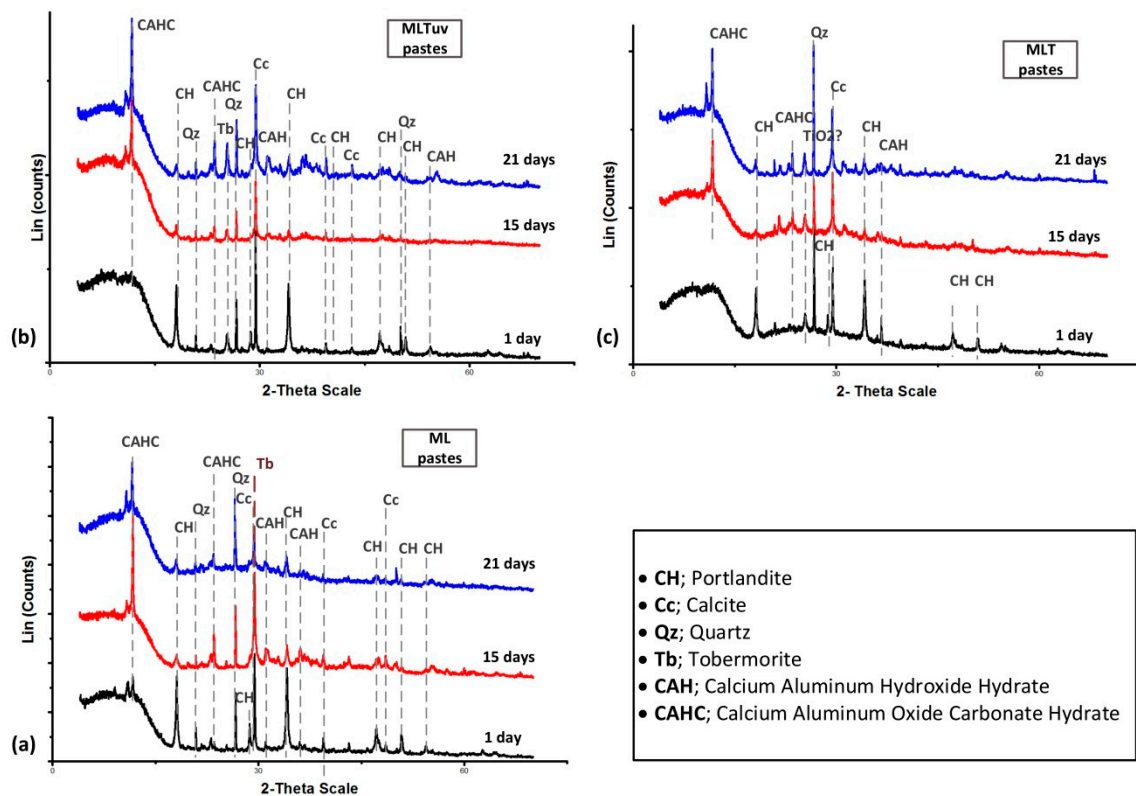 MLTuv
pastes
CAHC
CH
Qz
CAHC
Tb
Qz
CH
Cc
CAH
CH
Cc
CH
Cc
CH
Qz
CH
CAH
21 days
15 days
1 day
(b)
Lin (counts)
0
30
60
2-Theta Scale
MLT
pastes
CAHC
CH
CAHC
TiO2?
Qz
Cc
CH
CAH
CH
CH
CH
21 days
15 days
1 day
(c)
Lin (Counts)
0
30
60
2- Theta Scale
ML
pastes
CAHC
CH
Qz
CAHC
Qz
Cc
Tb
CAH
CH
CAH
Cc
CH
Cc
CH
CH
CH
21 days
15 days
1 day
(a)
Lin (Counts)
0
30
60
2-Theta Scale
• CH; Portlandite
• Cc; Calcite
• Qz; Quartz
• Tb; Tobermorite
• CAH; Calcium Aluminum Hydroxide Hydrate
• CAHC; Calcium Aluminum Oxide Carbonate Hydrate